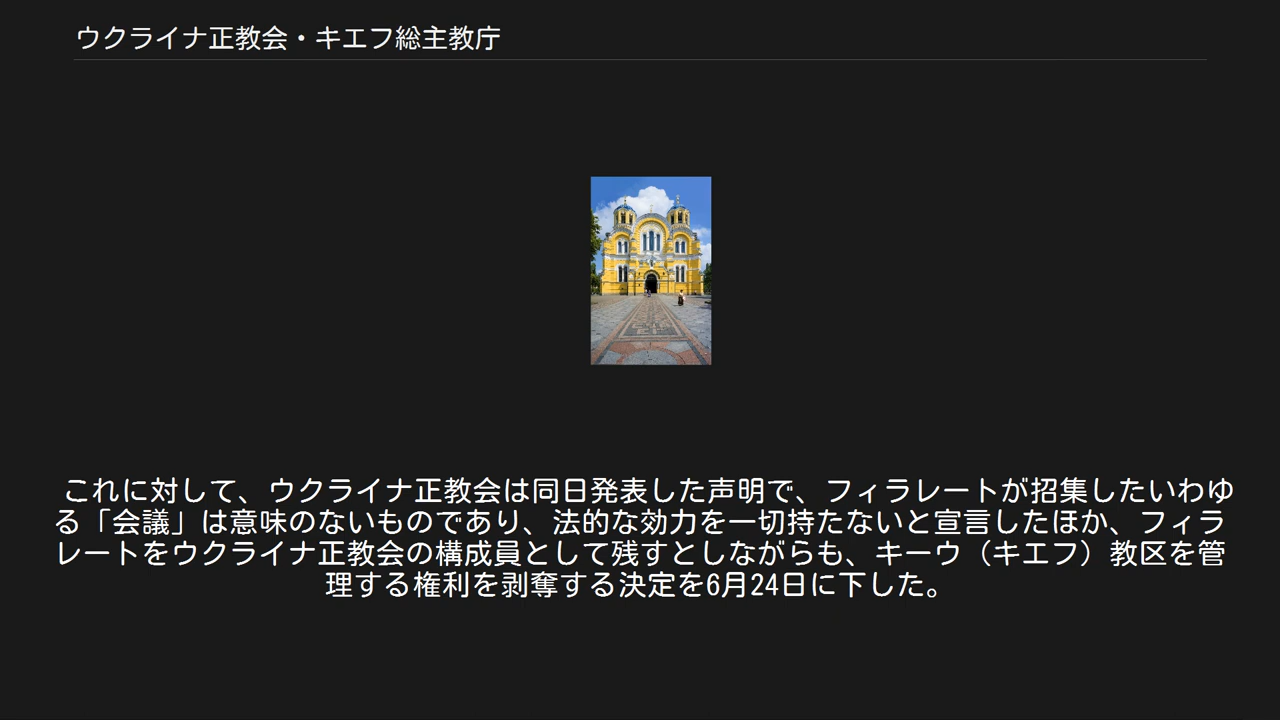 ウクライナ正教会・キエフ総主教庁
これに対して、ウクライナ正教会は同日発表した声明で、フィラレートが招集したいわゆ
る「会議」は意味のないものであり、法的な効力を一切持たないと宣言したほか、フィラ
レートをウクライナ正教会の構成員として残すとしながらも、キーウ（キエフ）教区を管
理する権利を剥奪する決定を6月24日に下した。